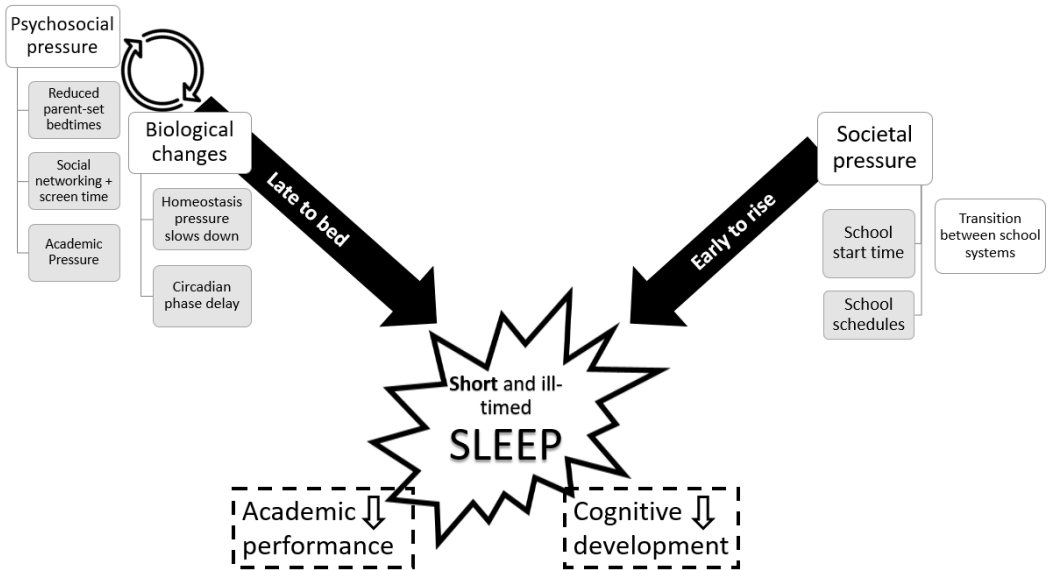 Psychosocial
pressure
Reduced
parent-set
bedtimes
Social
networking +
screen time
Academic
Pressure
Biological
changes
Homeostasis
pressure
slows down
Circadian
phase delay
Late to bed
Early to rise
Societal
pressure
School
start time
School
schedules
Transition
between school
systems
Short and ill-
timed
SLEEP
Academic
performance
Cognitive
development